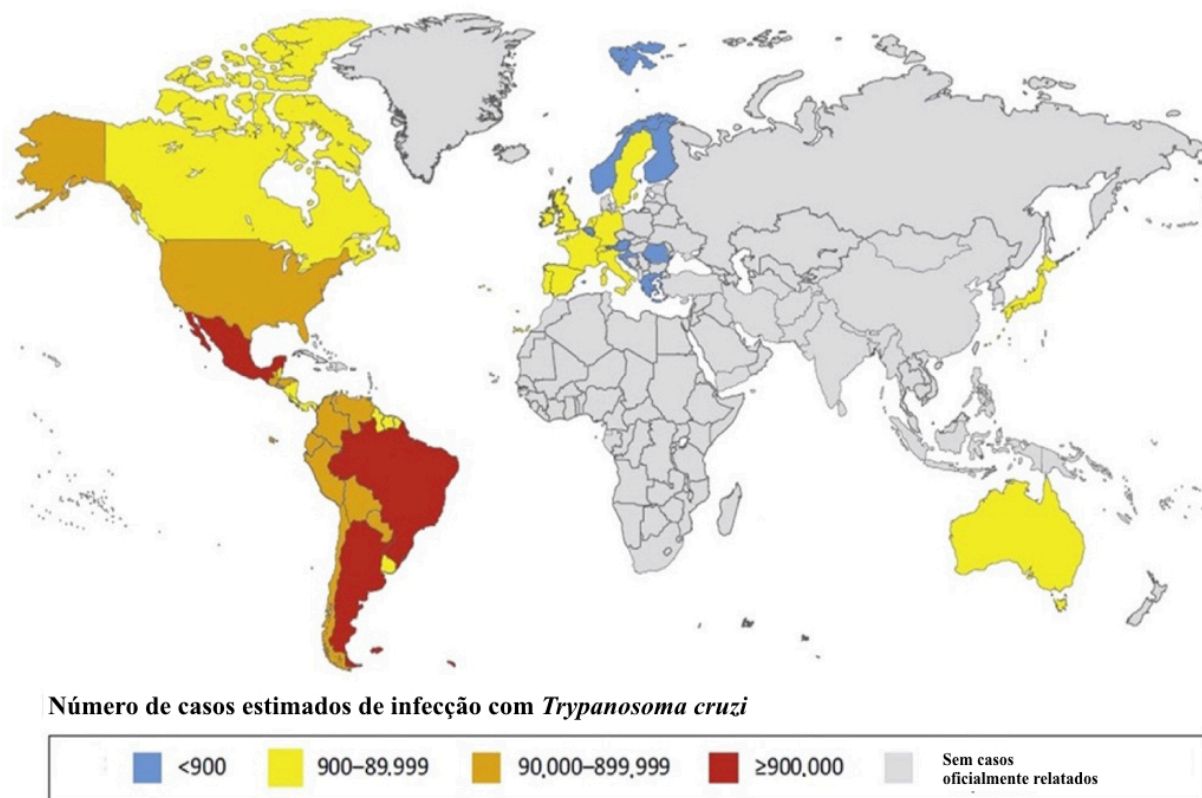 Número de casos estimados de infecção com Trypanosoma cruzi
<900
900–89.999
90.000–899.999
≥900.000
Sem casos
oficialmente relatados